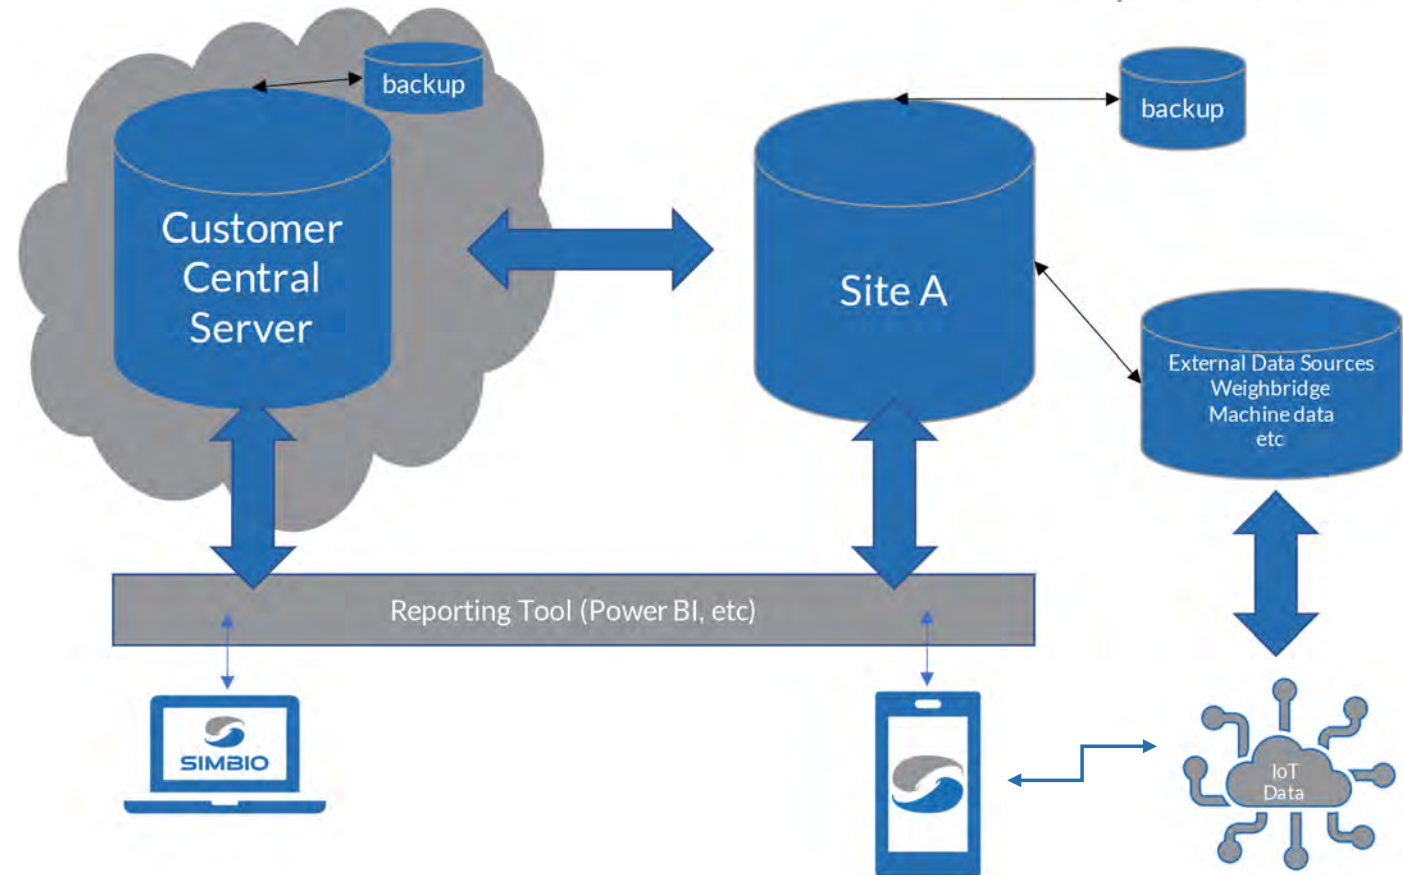 backup
backup
Customer
Central
Server
Site A
External Data Sources
Weighbridge
Machine data
etc
Reporting Tool (Power BI, etc)
SIMBIO
IoT
Data